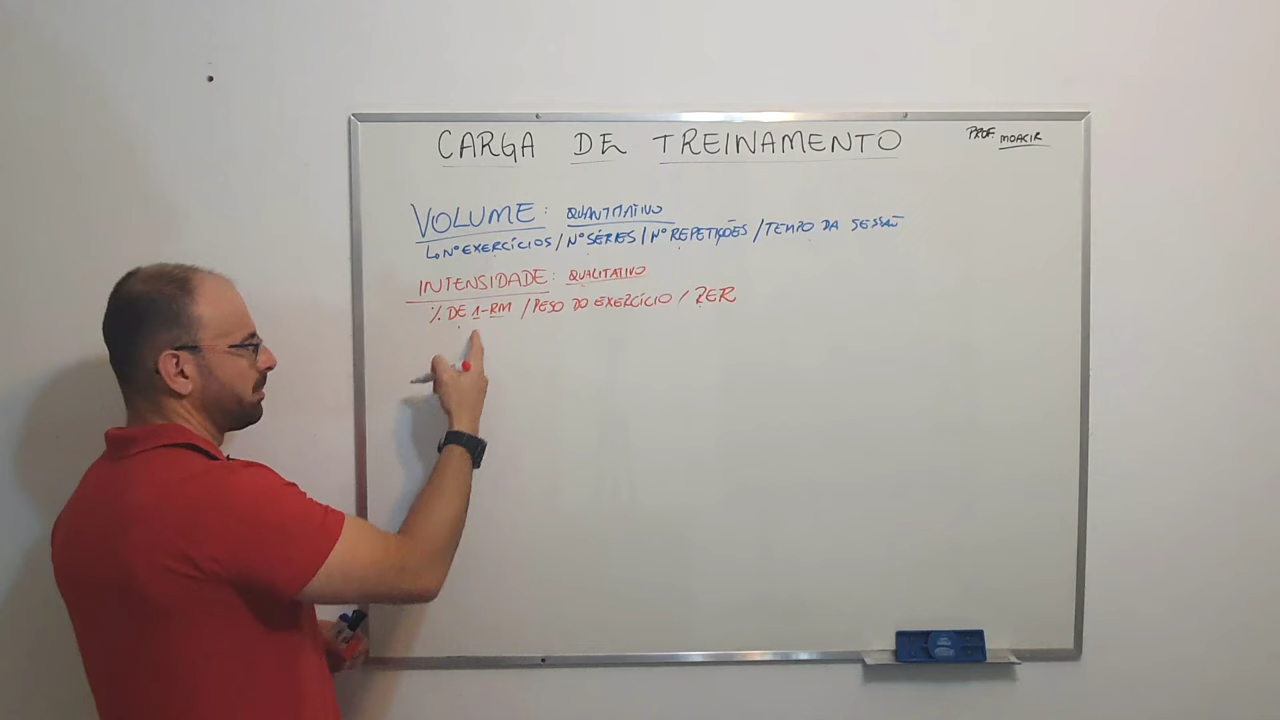 CARGA DE TREINAMENTO
PROF. MOACIR
VOLUME: QUANTITATIVO
↳ Nº EXERCÍCIOS / Nº SÉRIES / Nº REPETIÇÕES / TEMPO DA SESSÃO
INTENSIDADE: QUALITATIVO
% DE 1-RM / PESO DO EXERCÍCIO / RER